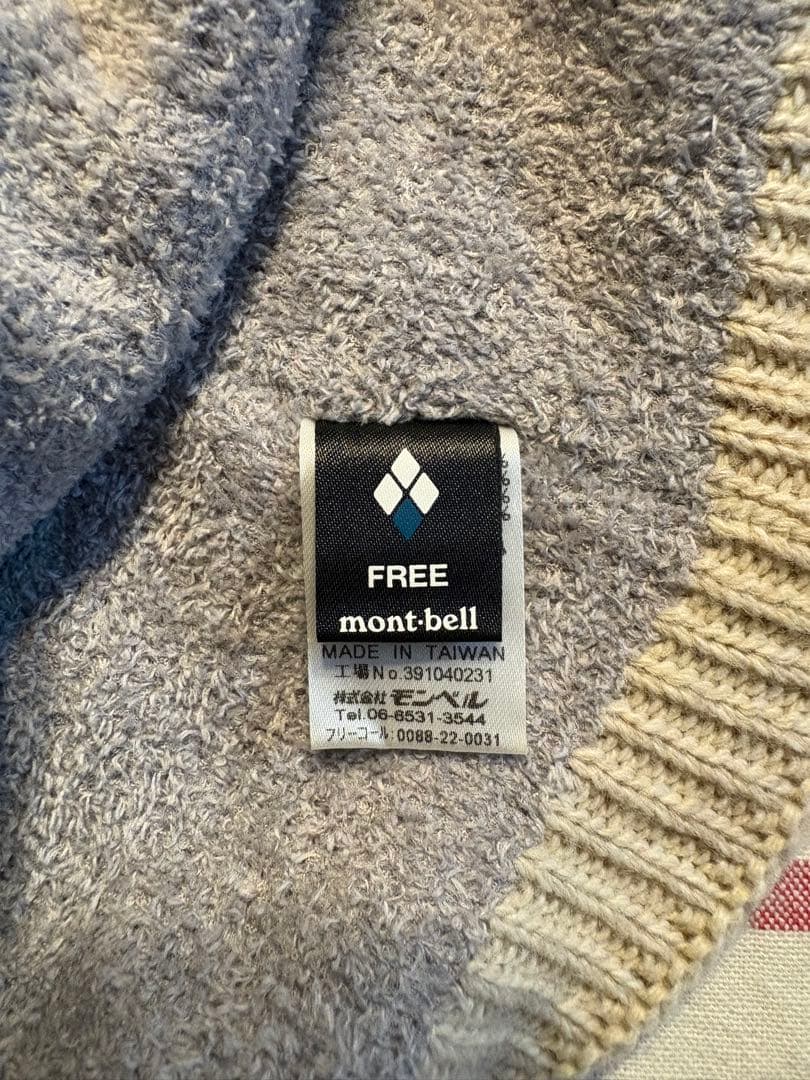 FREE
mont·bell
MADE IN TAIWAN
工場No.391040231
株式会社モンベル
Tel.06-6531-3544
フリーコール:0088-22-0031